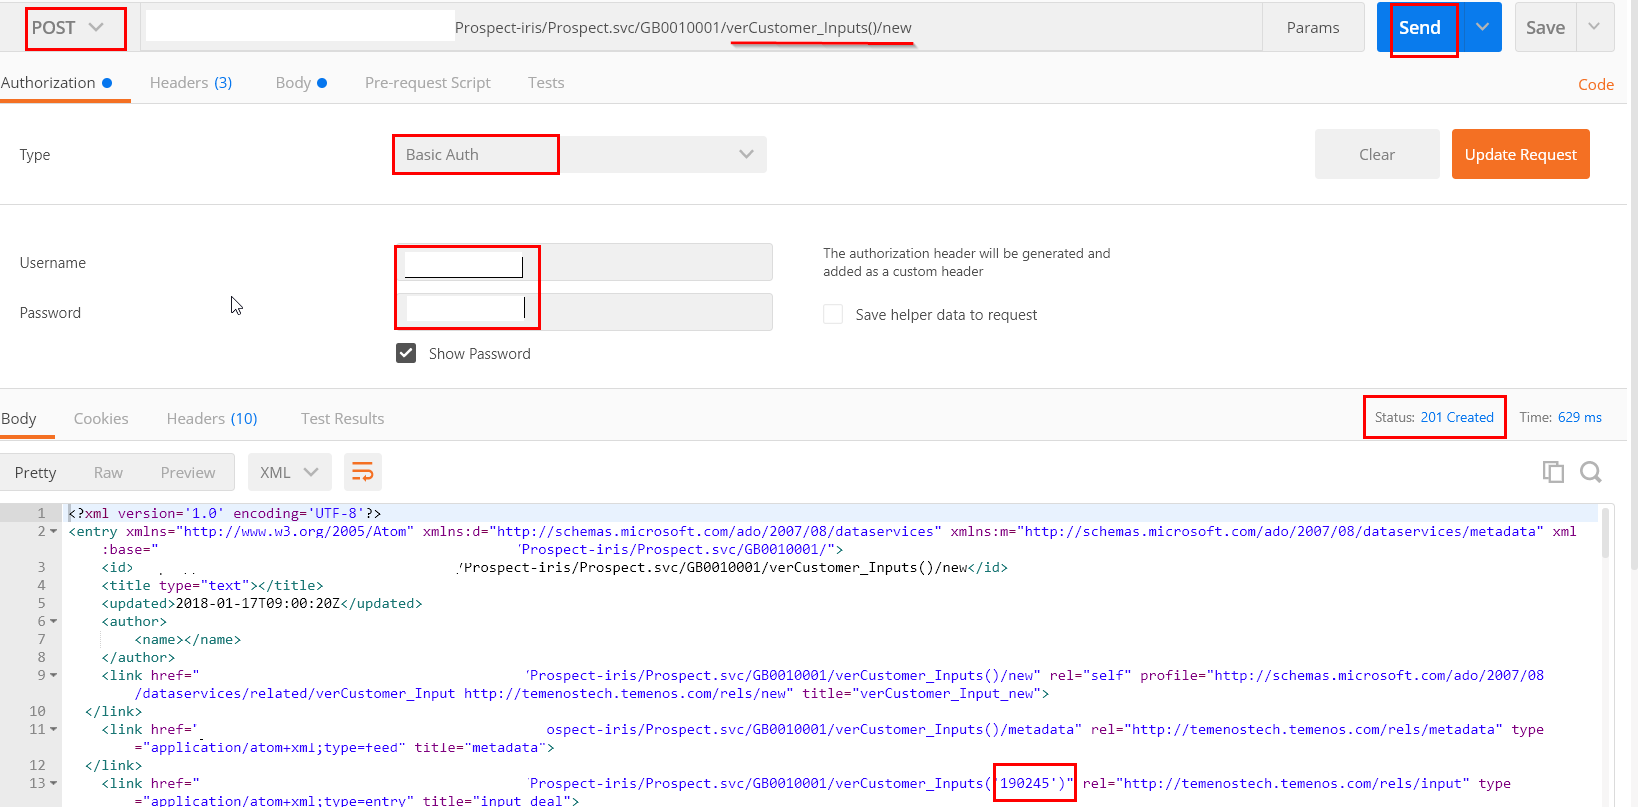 POST Prospect-iris/Prospect.svc/GB0010001/verCustomer_Inputs()/new Params Send Save
Authorization Headers (3) Body Pre-request Script Tests Code
Type Basic Auth Clear Update Request
Username
The authorization header will be generated and
added as a custom header
Password
Save helper data to request
Show Password
Body Cookies Headers (10) Test Results Status: 201 Created Time: 629 ms
Pretty Raw Preview XML
1 <?xml version='1.0' encoding='UTF-8'?>
2 <entry xmlns="http://www.w3.org/2005/Atom" xmlns:d="http://schemas.microsoft.com/ado/2007/08/dataservices" xmlns:m="http://schemas.microsoft.com/ado/2007/08/dataservices/metadata" xml
:base=" Prospect-iris/Prospect.svc/GB0010001/">
3 <id> /Prospect-iris/Prospect.svc/GB0010001/verCustomer_Inputs()/new</id>
4 <title type="text"></title>
5 <updated>2018-01-17T09:00:20Z</updated>
6 <author>
7 <name></name>
8 </author>
9 <link href=" Prospect-iris/Prospect.svc/GB0010001/verCustomer_Inputs()/new" rel="self" profile="http://schemas.microsoft.com/ado/2007/08
/dataservices/related/verCustomer_Input http://temenostech.temenos.com/rels/new" title="verCustomer_Input_new">
10 </link>
11 <link href=" ospect-iris/Prospect.svc/GB0010001/verCustomer_Inputs()/metadata" rel="http://temenostech.temenos.com/rels/metadata" type
="application/atom+xml;type=feed" title="metadata">
12 </link>
13 <link href=" Prospect-iris/Prospect.svc/GB0010001/verCustomer_Inputs('190245')" rel="http://temenostech.temenos.com/rels/input" type
="application/atom+xml;type=entry" title="input deal">